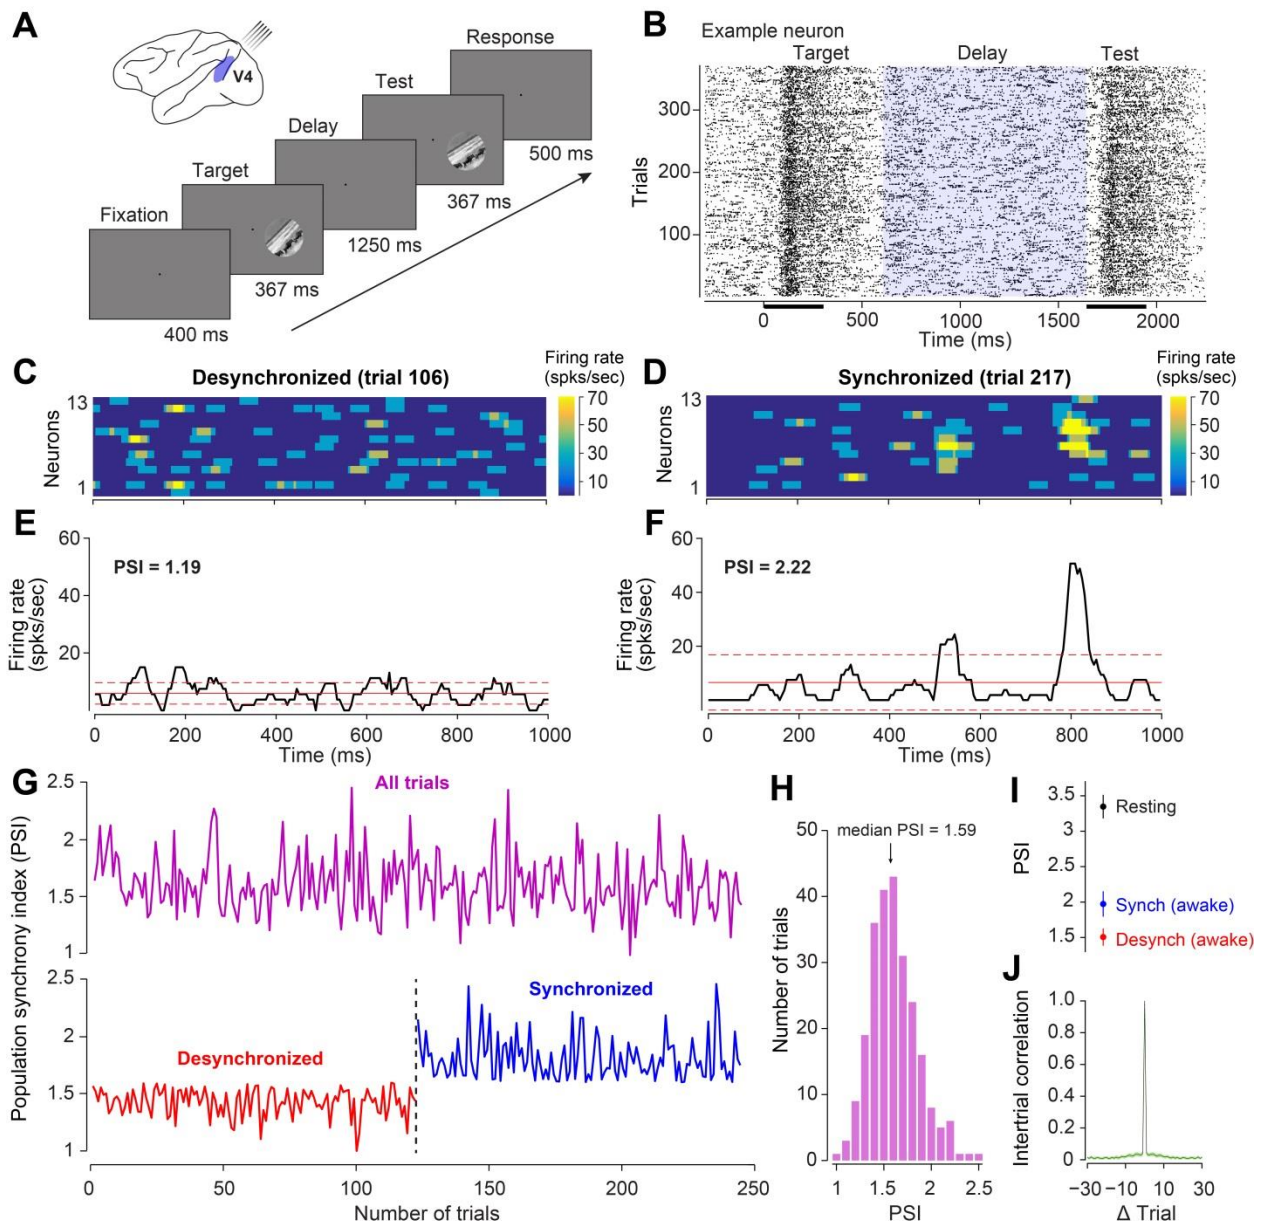 A
V4
Fixation
400 ms
Target
367 ms
Delay
1250 ms
Test
367 ms
Response
500 ms
B
Example neuron
Target
Delay
Test
Trials
300
200
100
0
500
1000
1500
2000
Time (ms)
C
Desynchronized (trial 106)
Firing rate
(spks/sec)
Neurons
13
1
70
50
30
10
D
Synchronized (trial 217)
Firing rate
(spks/sec)
Neurons
13
1
70
50
30
10
E
PSI = 1.19
Firing rate
(spks/sec)
60
40
20
0
200
400
600
800
1000
Time (ms)
F
PSI = 2.22
Firing rate
(spks/sec)
60
40
20
0
200
400
600
800
1000
Time (ms)
G
Population synchrony index (PSI)
All trials
2.5
2
1.5
1
Desynchronized
Synchronized
2.5
2
1.5
1
0
50
100
150
200
250
Number of trials
H
median PSI = 1.59
Number of trials
50
40
30
20
10
0
1
1.5
2
2.5
PSI
I
PSI
3.5
3
2.5
2
1.5
Resting
Synch (awake)
Desynch (awake)
J
Intertrial correlation
1.0
0.8
0.6
0.4
0.2
0
−30
−10
10
30
Δ Trial